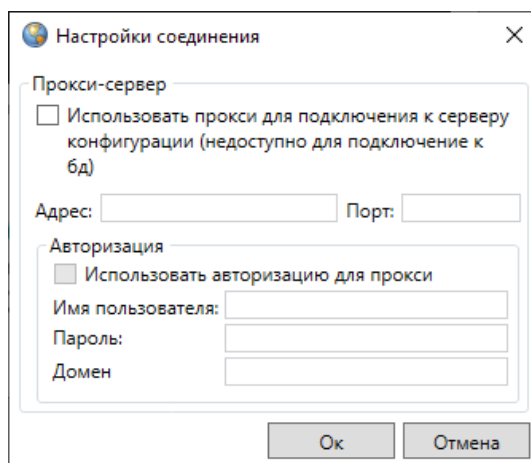 Настройки соединения
Прокси-сервер
Использовать прокси для подключения к серверу
конфигурации (недоступно для подключение к
бд)
Адрес: Порт:
Авторизация
Использовать авторизацию для прокси
Имя пользователя:
Пароль:
Домен
Ок Отмена